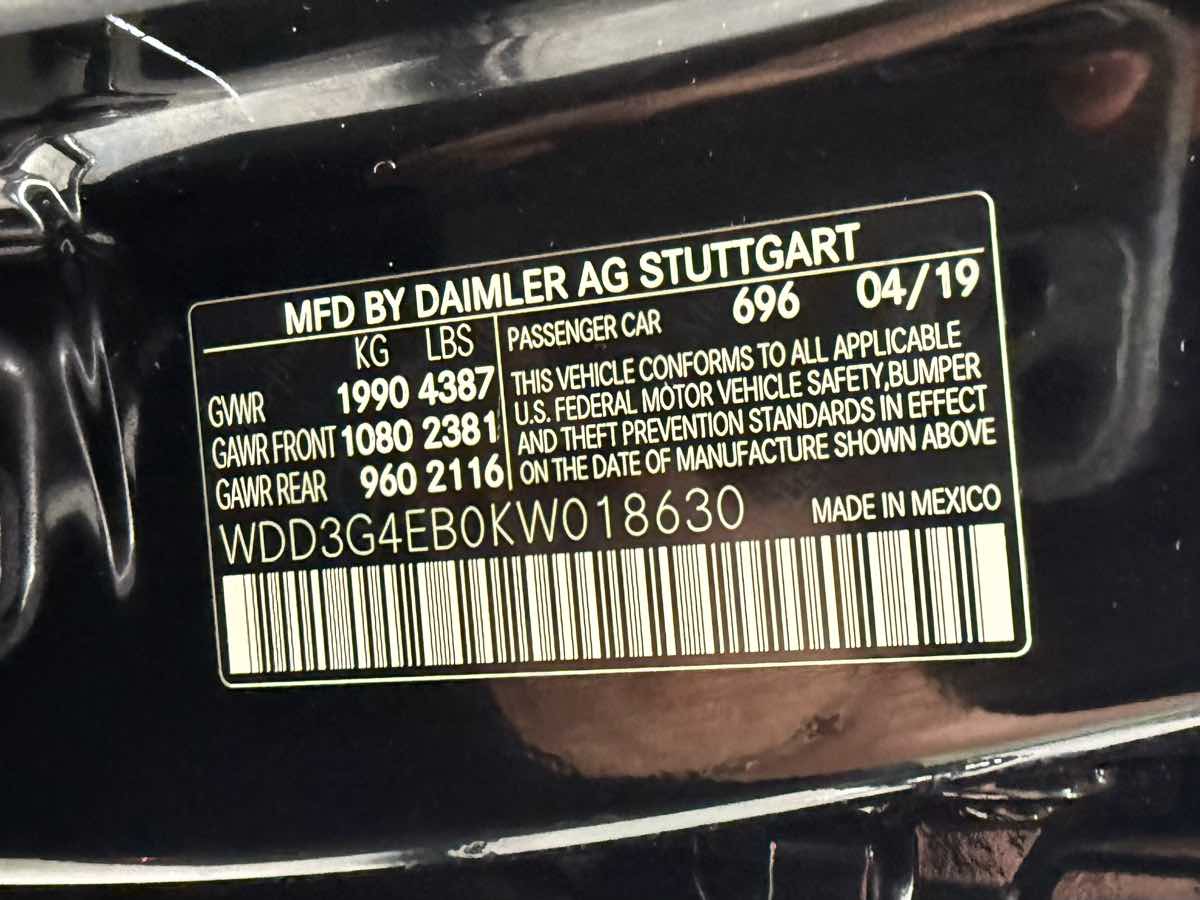 MFD BY DAIMLER AG STUTTGART
KG LBS
GVWR 1990 4387
GAWR FRONT 1080 2381
GAWR REAR 960 2116
PASSENGER CAR 696 04/19
THIS VEHICLE CONFORMS TO ALL APPLICABLE
U.S. FEDERAL MOTOR VEHICLE SAFETY,BUMPER
AND THEFT PREVENTION STANDARDS IN EFFECT
ON THE DATE OF MANUFACTURE SHOWN ABOVE
WDD3G4EB0KW018630 MADE IN MEXICO